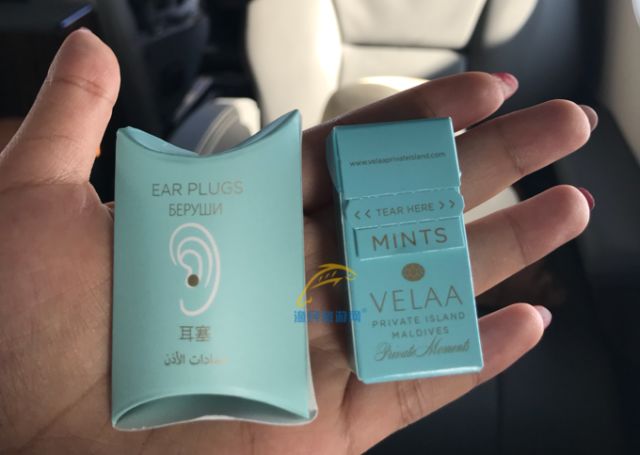 EAR PLUGS
БЕРУШИ
耳塞
سدادات الأذن
www.velaaprivateisland.com
<< TEAR HERE >>
MINTS
VELAA
PRIVATE ISLAND
MALDIVES
Private Moments